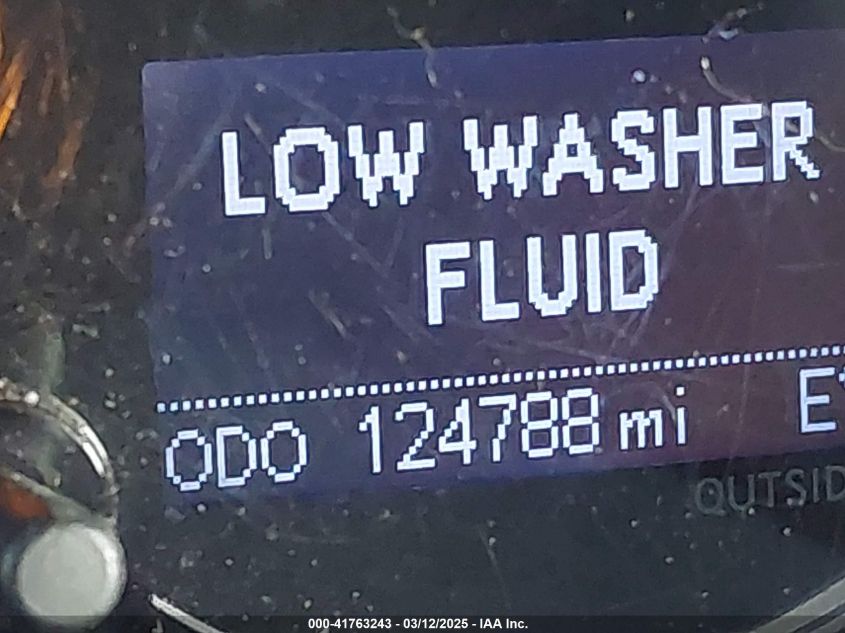 LOW WASHER
FLUID
ODO 124788 mi
000-41763243 - 03/12/2025 - IAA Inc.